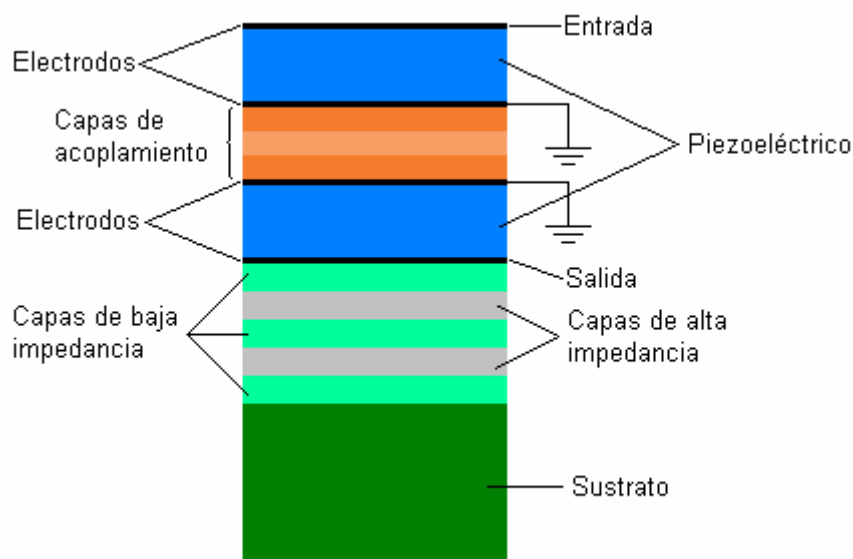 Entrada
Electrodos
Capas de
acoplamiento
Piezoeléctrico
Electrodos
Salida
Capas de baja
impedancia
Capas de alta
impedancia
Sustrato